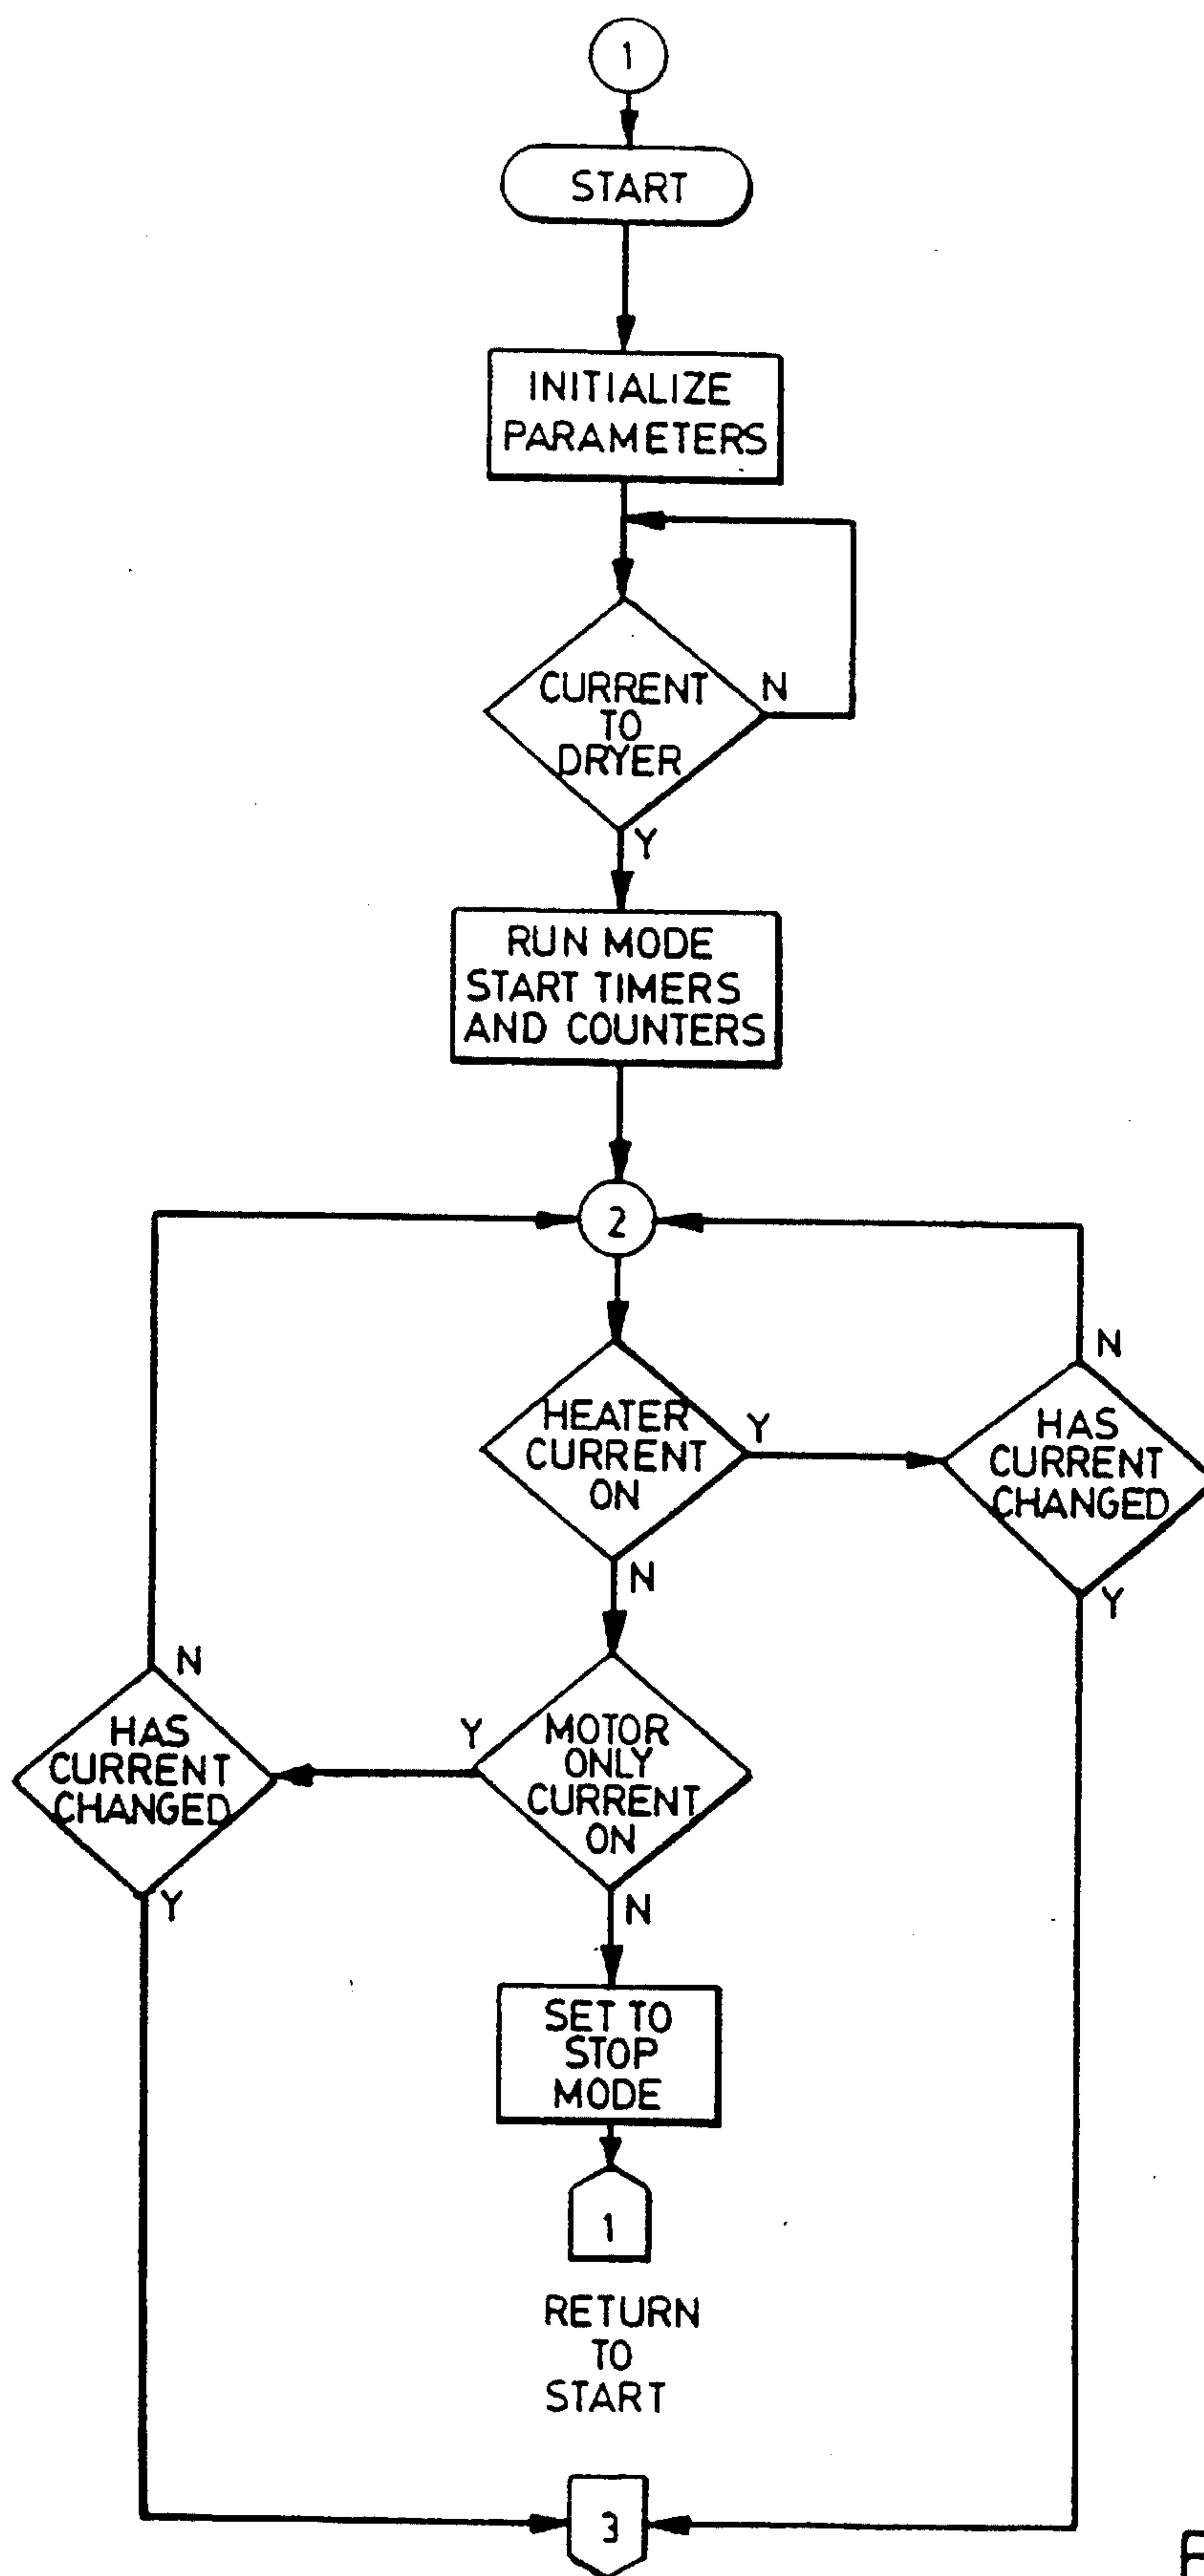 1
START
INITIALIZE
PARAMETERS
CURRENT
TO
DRYER
N
Y
RUN MODE
START TIMERS
AND COUNTERS
2
HEATER
CURRENT
ON
Y
N
HAS
CURRENT
CHANGED
N
Y
MOTOR
ONLY
CURRENT
ON
Y
N
HAS
CURRENT
CHANGED
N
Y
SET TO
STOP
MODE
1
RETURN
TO
START
3